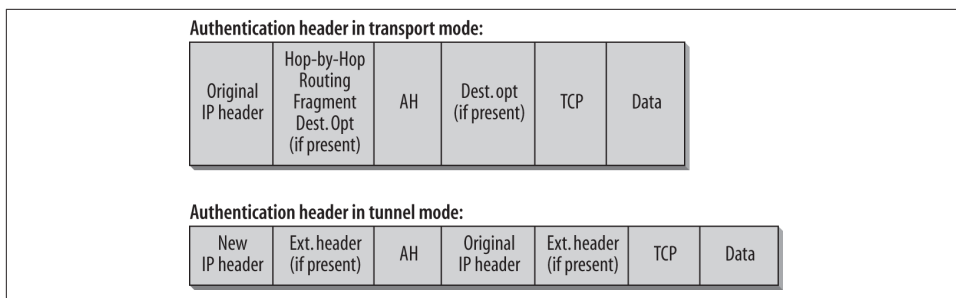 Authentication header in transport mode:
Original
IP header
Hop-by-Hop
Routing
Fragment
Dest. Opt
(if present)
AH
Dest. opt
(if present)
TCP
Data
Authentication header in tunnel mode:
New
IP header
Ext. header
(if present)
AH
Original
IP header
Ext. header
(if present)
TCP
Data